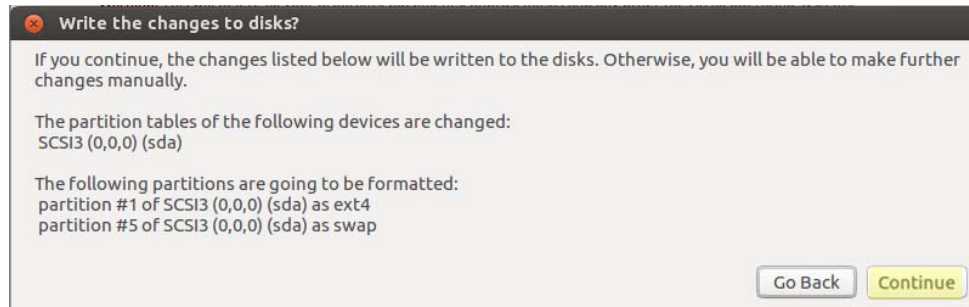 Write the changes to disks?
If you continue, the changes listed below will be written to the disks. Otherwise, you will be able to make further
changes manually.
The partition tables of the following devices are changed:
SCSI3 (0,0,0) (sda)
The following partitions are going to be formatted:
partition #1 of SCSI3 (0,0,0) (sda) as ext4
partition #5 of SCSI3 (0,0,0) (sda) as swap
Go Back Continue